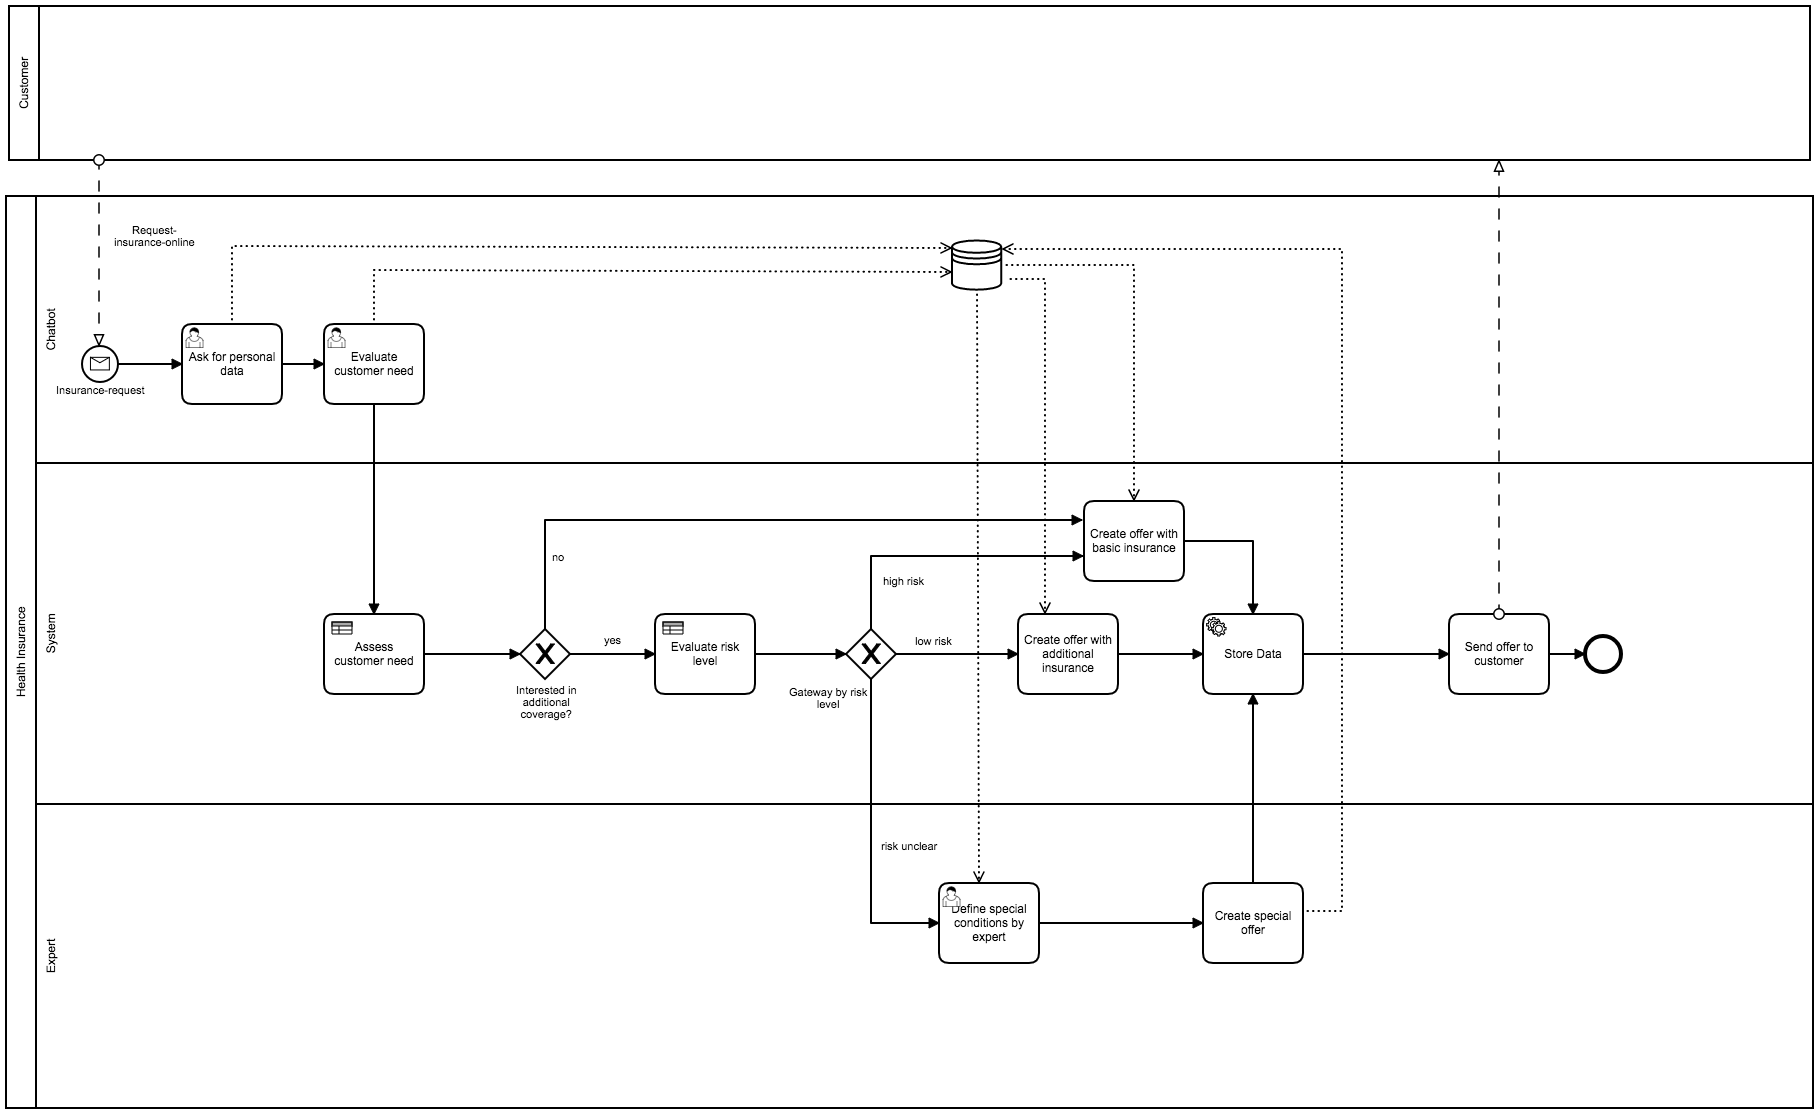 Customer
Health Insurance
Chatbot
Request-
insurance-online
Insurance-request
Ask for personal
data
Evaluate
customer need
System
Assess
customer need
no
yes
Interested in
additional
coverage?
Evaluate risk
level
Gateway by risk
level
high risk
low risk
Create offer with
basic insurance
Create offer with
additional
insurance
Store Data
Send offer to
customer
Expert
risk unclear
Define special
conditions by
expert
Create special
offer